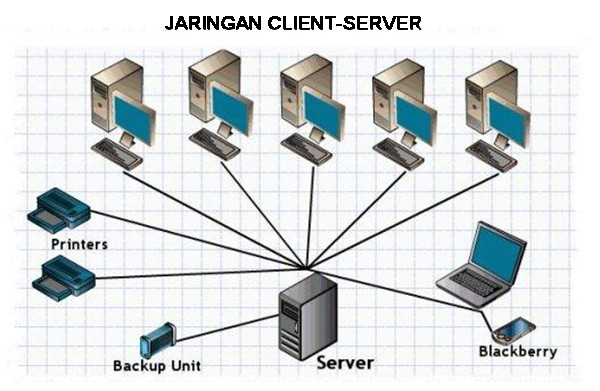 JARINGAN CLIENT-SERVER
Printers
Backup Unit
Server
Blackberry